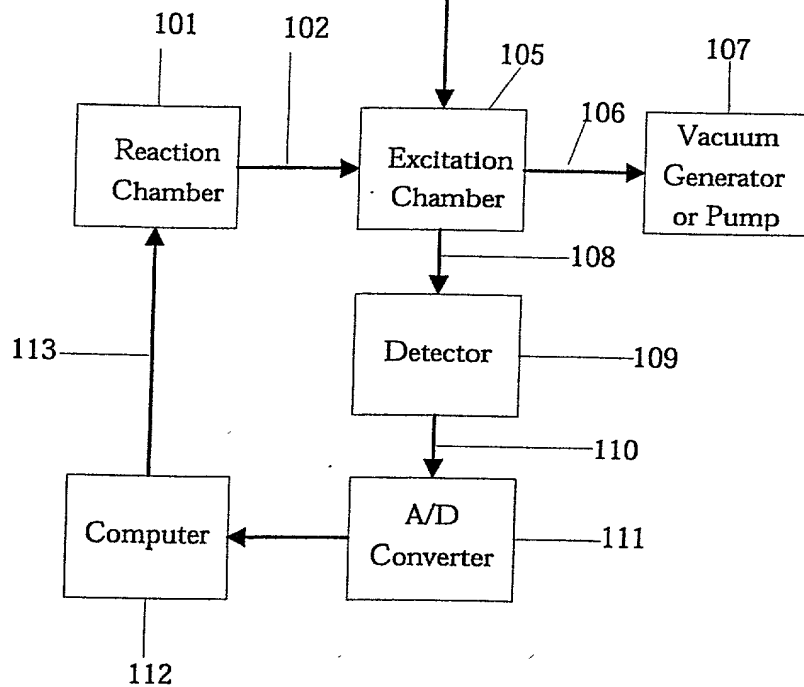 101
102
105
107
106
Reaction
Chamber
Excitation
Chamber
Vacuum
Generator
or Pump
108
113
Detector
109
110
Computer
A/D
Converter
111
112